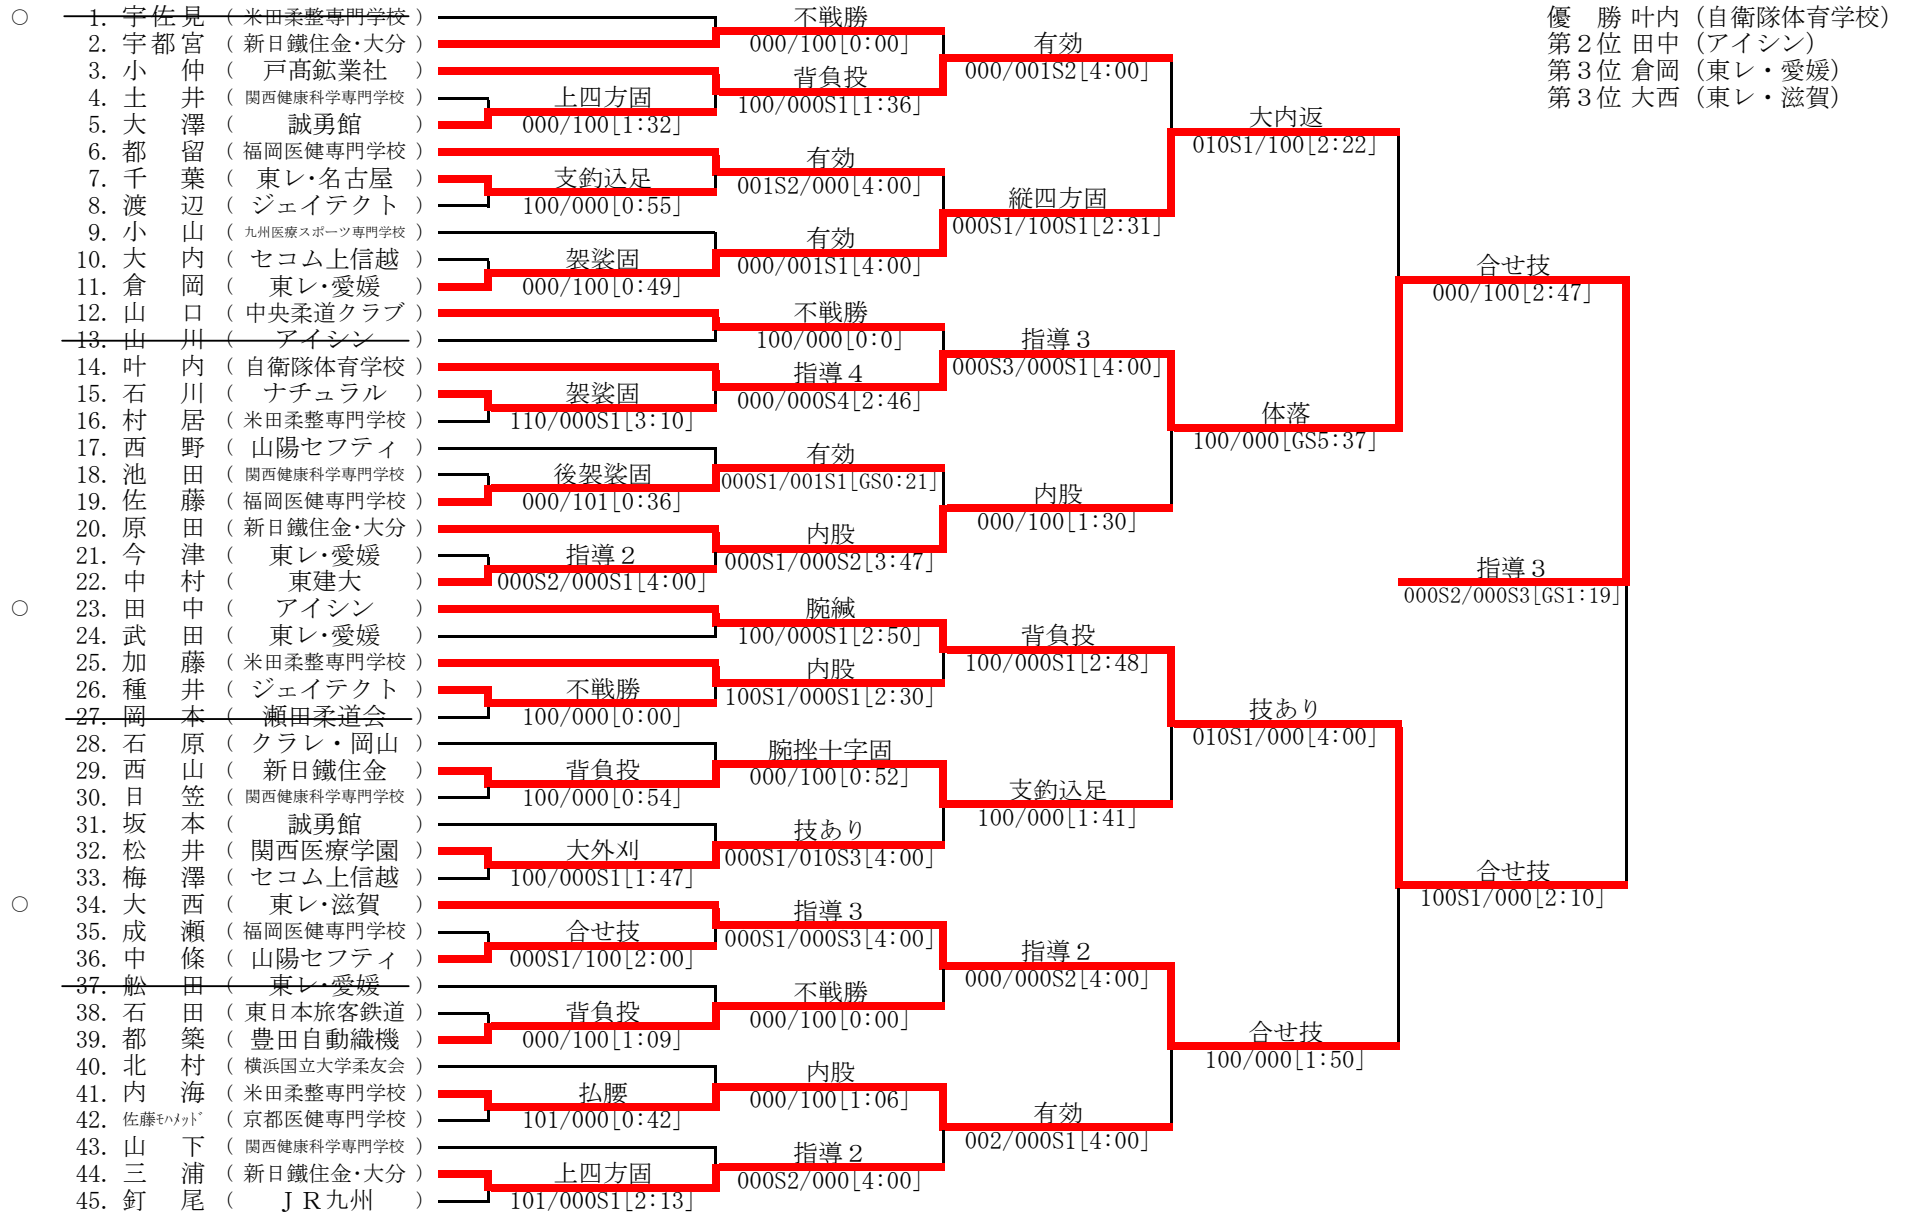 ○ 1. 宇佐見 ( 米田柔整専門学校 )
2. 宇都宮 ( 新日鐵住金・大分 )
3. 小仲 ( 戸髙鉱業社 )
4. 土井 ( 関西健康科学専門学校 )
5. 大澤 ( 誠勇館 )
6. 都留 ( 福岡医健専門学校 )
7. 千葉 ( 東レ・名古屋 )
8. 渡辺 ( ジェイテクト )
9. 小山 ( 九州医療スポーツ専門学校 )
10. 大内 ( セコム上信越 )
11. 倉岡 ( 東レ・愛媛 )
12. 山口 ( 中央柔道クラブ )
13. 山川 ( アイシン )
14. 叶内 ( 自衛隊体育学校 )
15. 石川 ( ナチュラル )
16. 村居 ( 米田柔整専門学校 )
17. 西野 ( 山陽セフティ )
18. 池田 ( 関西健康科学専門学校 )
19. 佐藤 ( 福岡医健専門学校 )
20. 原田 ( 新日鐵住金・大分 )
21. 今津 ( 東レ・愛媛 )
22. 中村 ( 東建大 )
○ 23. 田中 ( アイシン )
24. 武田 ( 東レ・愛媛 )
25. 加藤 ( 米田柔整専門学校 )
26. 種井 ( ジェイテクト )
27. 岡本 ( 瀬田柔道会 )
28. 石原 ( クラレ・岡山 )
29. 西山 ( 新日鐵住金 )
30. 日笠 ( 関西健康科学専門学校 )
31. 坂本 ( 誠勇館 )
32. 松井 ( 関西医療学園 )
33. 梅澤 ( セコム上信越 )
○ 34. 大西 ( 東レ・滋賀 )
35. 成瀬 ( 福岡医健専門学校 )
36. 中條 ( 山陽セフティ )
37. 舩田 ( 東レ・愛媛 )
38. 石田 ( 東日本旅客鉄道 )
39. 都築 ( 豊田自動織機 )
40. 北村 ( 横浜国立大学柔友会 )
41. 内海 ( 米田柔整専門学校 )
42. 佐藤モハメッド ( 京都医健専門学校 )
43. 山下 ( 関西健康科学専門学校 )
44. 三浦 ( 新日鐵住金・大分 )
45. 釘尾 ( ＪＲ九州 )
上四方固
000/100[1:32]
支釣込足
100/000[0:55]
袈裟固
000/100[0:49]
袈裟固
110/000S1[3:10]
後袈裟固
000/101[0:36]
指導２
000S2/000S1[4:00]
不戦勝
100/000[0:00]
背負投
100/000[0:54]
大外刈
100/000S1[1:47]
合せ技
000S1/100[2:00]
背負投
000/100[1:09]
払腰
101/000[0:42]
上四方固
101/000S1[2:13]
不戦勝
000/100[0:00]
背負投
100/000S1[1:36]
有効
001S2/000[4:00]
有効
000/001S1[4:00]
不戦勝
100/000[0:0]
指導４
000/000S4[2:46]
有効
000S1/001S1[GS0:21]
内股
000S1/000S2[3:47]
腕緘
100/000S1[2:50]
内股
100S1/000S1[2:30]
腕挫十字固
000/100[0:52]
技あり
000S1/010S3[4:00]
指導３
000S1/000S3[4:00]
不戦勝
000/100[0:00]
内股
000/100[1:06]
指導２
000S2/000[4:00]
有効
000/001S2[4:00]
縦四方固
000S1/100S1[2:31]
指導３
000S3/000S1[4:00]
内股
000/100[1:30]
背負投
100/000S1[2:48]
支釣込足
100/000[1:41]
指導２
000/000S2[4:00]
有効
002/000S1[4:00]
大内返
010S1/100[2:22]
体落
100/000[GS5:37]
技あり
010S1/000[4:00]
合せ技
100/000[1:50]
合せ技
000/100[2:47]
合せ技
100S1/000[2:10]
指導３
000S2/000S3[GS1:19]
優　勝 叶内（自衛隊体育学校）
第２位 田中（アイシン）
第３位 倉岡（東レ・愛媛）
第３位 大西（東レ・滋賀）